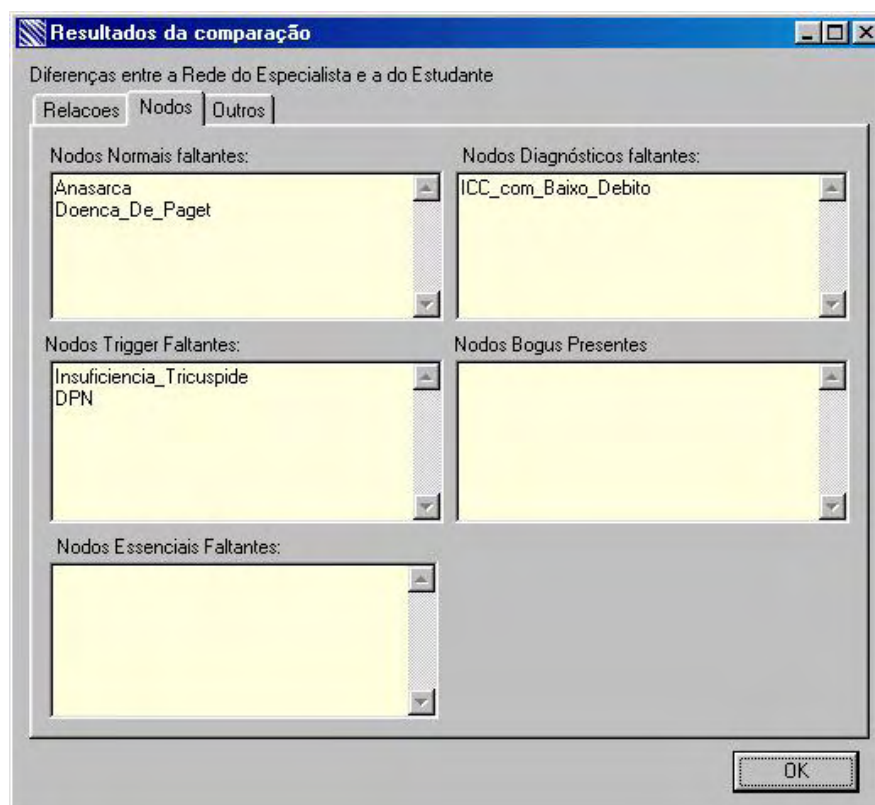 Resultados da comparação
Diferenças entre a Rede do Especialista e a do Estudante
Relacoes Nodos Outros
Nodos Normais faltantes:
Anasarca
Doenca_De_Paget
Nodos Diagnósticos faltantes:
ICC_com_Baixo_Debito
Nodos Trigger Faltantes:
Insuficiencia_Tricuspide
DPN
Nodos Bogus Presentes
Nodos Essenciais Faltantes:
OK